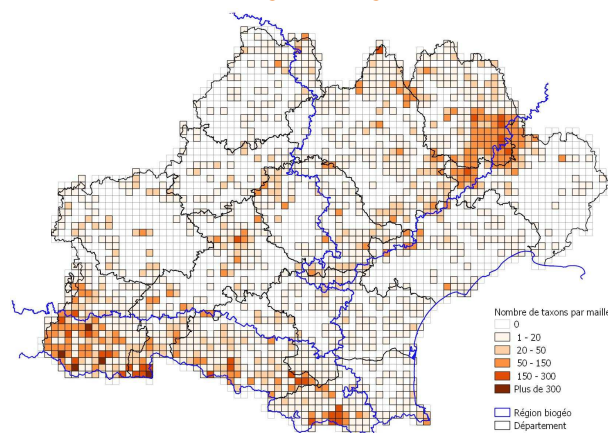 Nombre de taxons par maille
0
1 - 20
20 - 50
50 - 150
150 - 300
Plus de 300
Région biogéo
Département